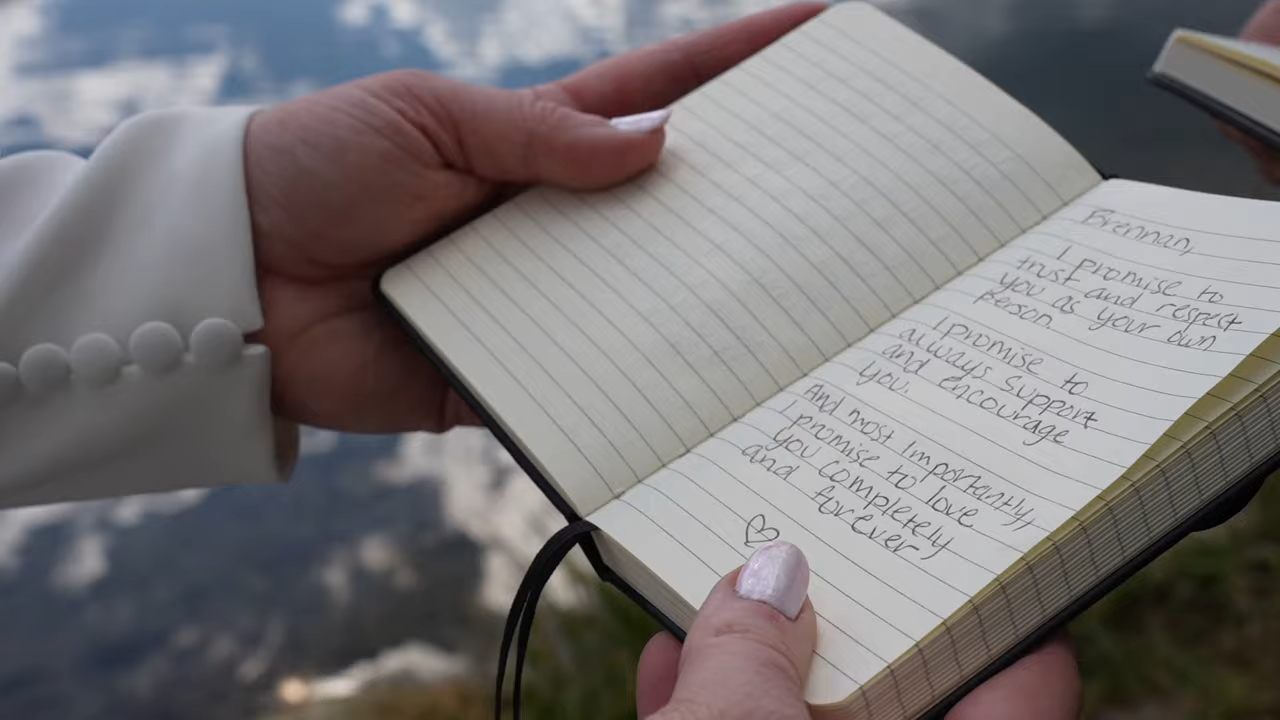 Brennan,
I promise to
trust and respect
you as your own
person.
I promise to
always support
and encourage
you.
And most importantly,
I promise to love
you completely
and forever